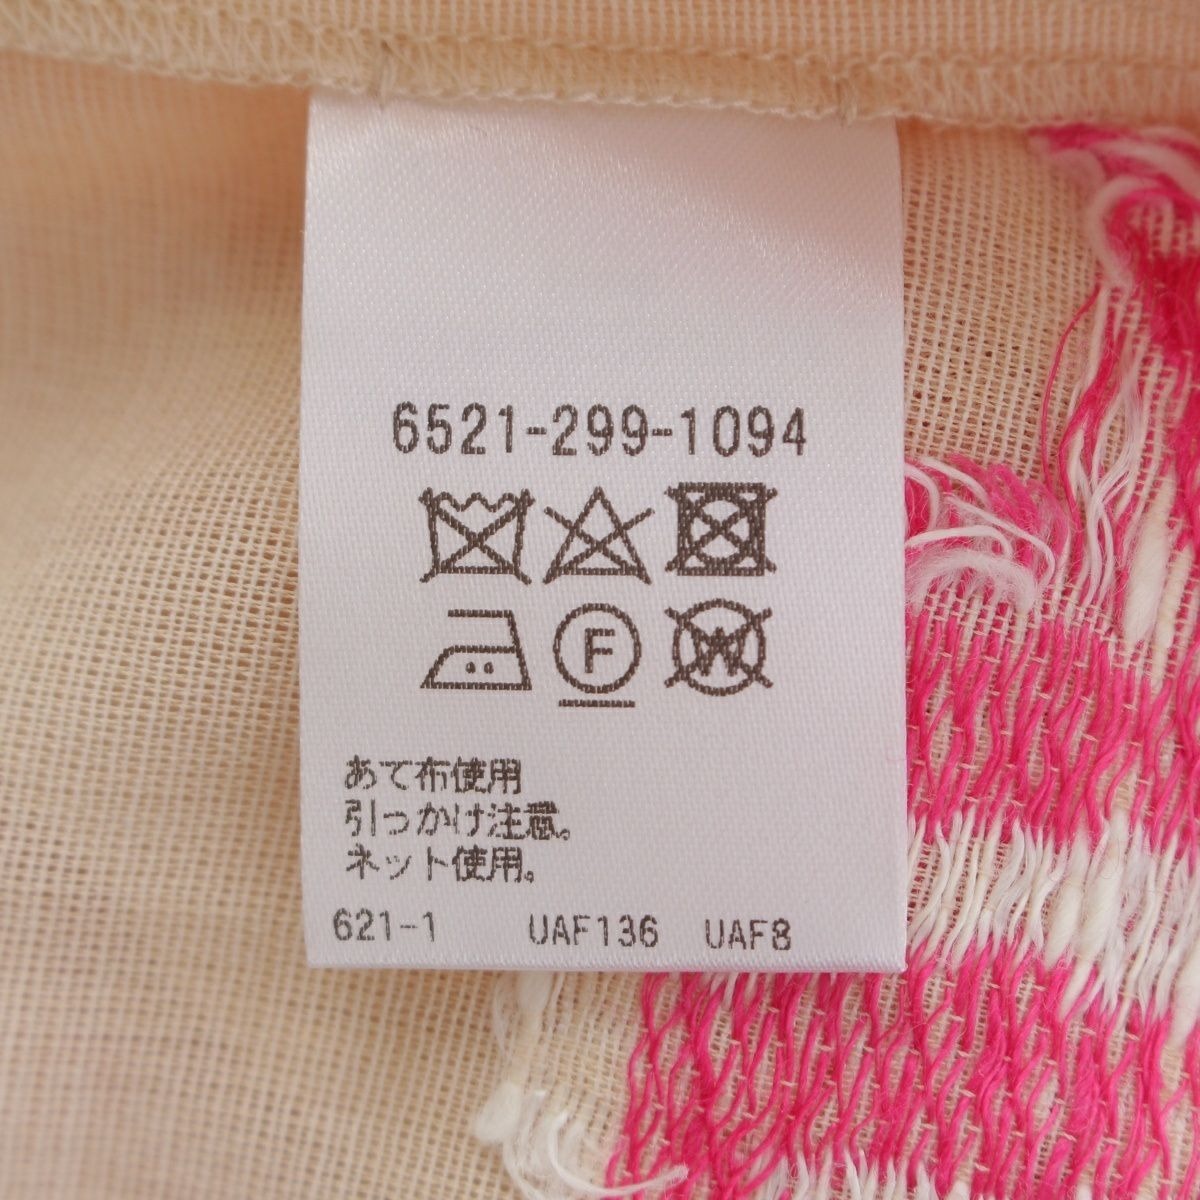 6521-299-1094
F
W
あて布使用
引っかけ注意。
ネット使用。
621-1 UAF136 UAF8